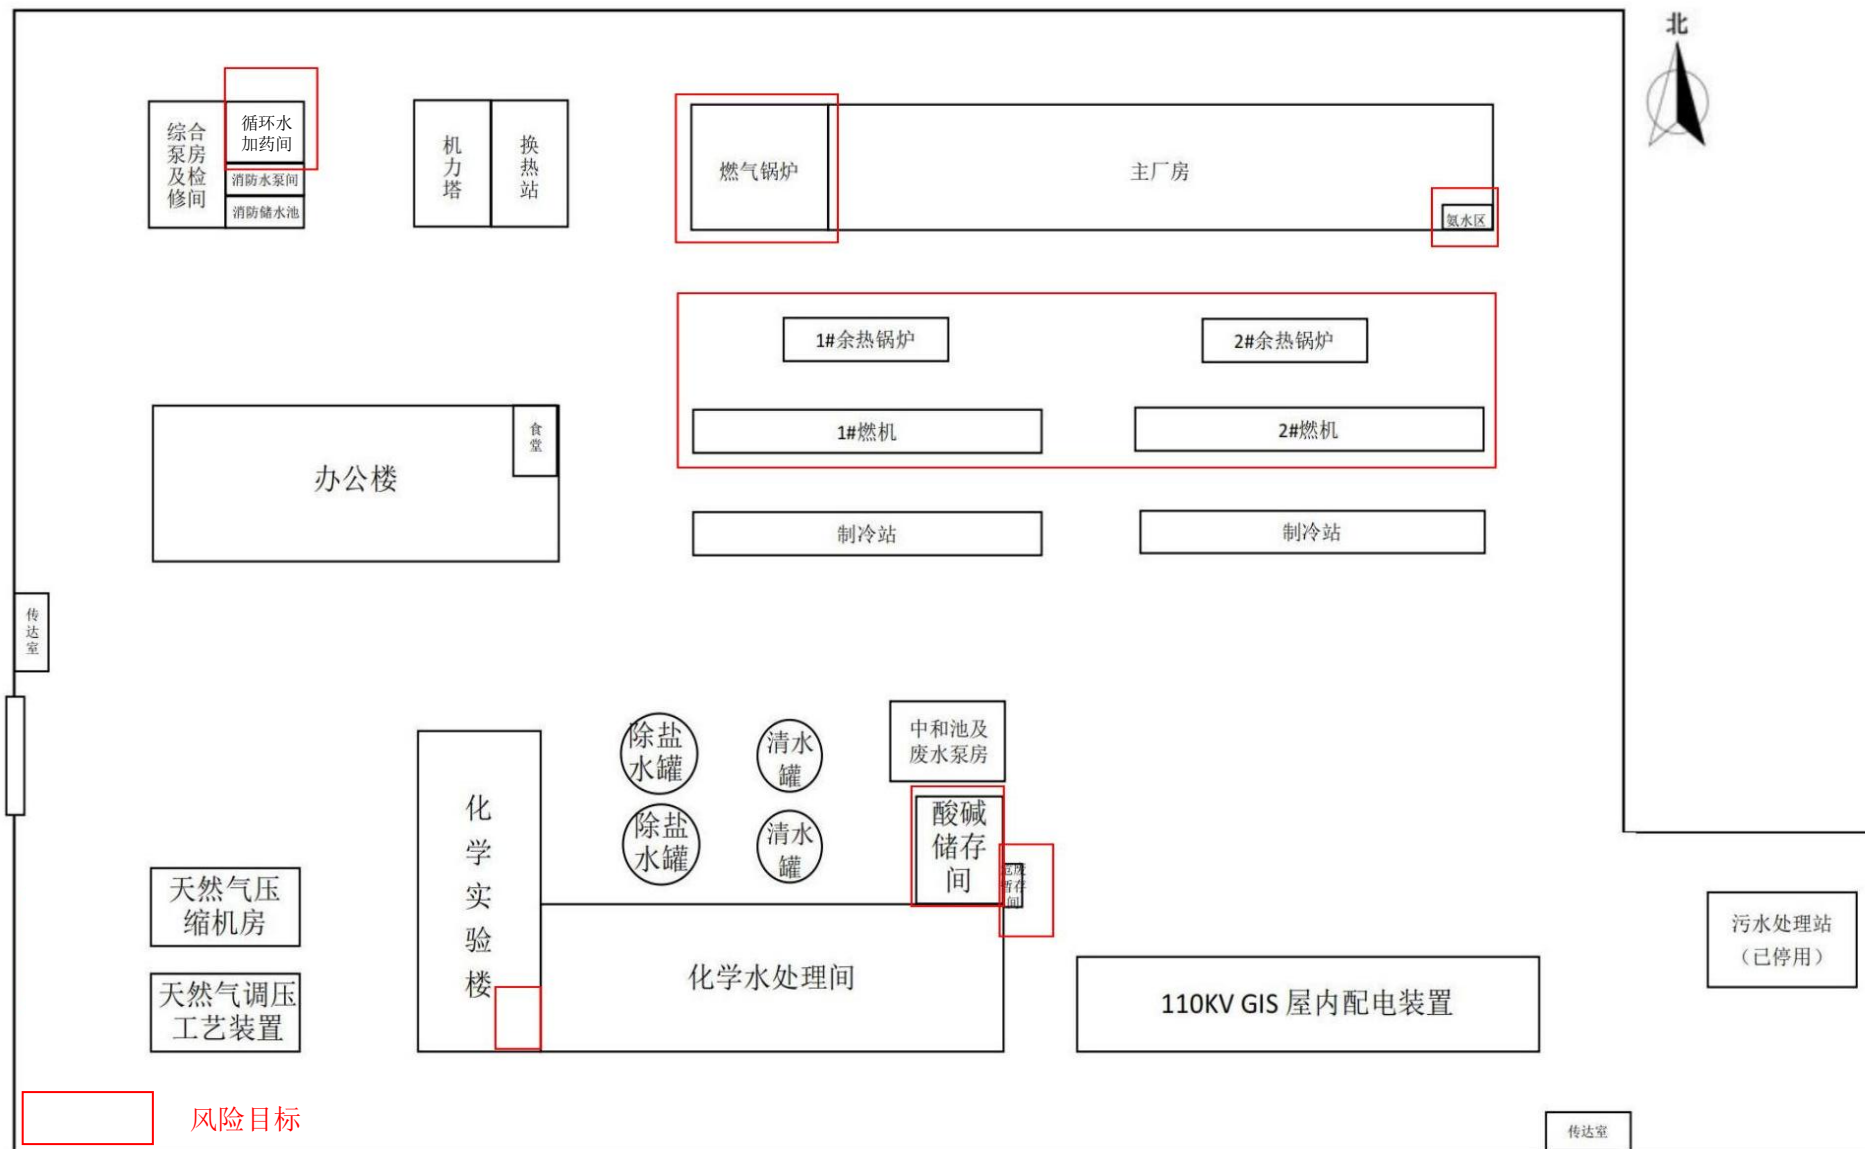 北
综合
泵房
及检
修间
循环水
加药间
消防水泵间
消防储水池
机
力
塔
换
热
站
燃气锅炉
主厂房
氨水区
1#余热锅炉
2#余热锅炉
1#燃机
2#燃机
办公楼
食
堂
制冷站
制冷站
传
达
室
化
学
实
验
楼
除盐
水罐
清水
罐
中和池及
废水泵房
除盐
水罐
清水
罐
酸碱
储存
间
危废
暂存
间
天然气压
缩机房
天然气调压
工艺装置
化学水处理间
110KV GIS 屋内配电装置
污水处理站
（已停用）
风险目标
传达室